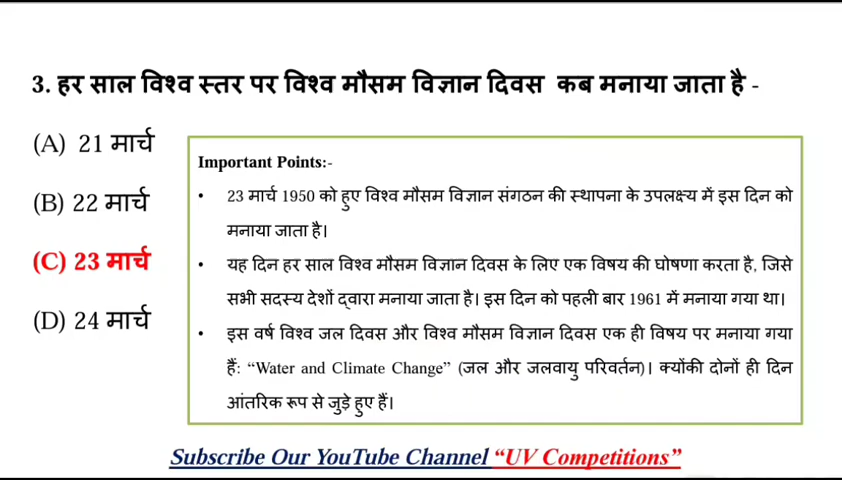 3. हर साल विश्व स्तर पर विश्व मौसम विज्ञान दिवस कब मनाया जाता है -
(A) 21 मार्च
(B) 22 मार्च
(C) 23 मार्च
(D) 24 मार्च
Important Points:-
• 23 मार्च 1950 को हुए विश्व मौसम विज्ञान संगठन की स्थापना के उपलक्ष्य में इस दिन को
मनाया जाता है।
• यह दिन हर साल विश्व मौसम विज्ञान दिवस के लिए एक विषय की घोषणा करता है, जिसे
सभी सदस्य देशों द्वारा मनाया जाता है। इस दिन को पहली बार 1961 में मनाया गया था।
• इस वर्ष विश्व जल दिवस और विश्व मौसम विज्ञान दिवस एक ही विषय पर मनाया गया
हैं: “Water and Climate Change” (जल और जलवायु परिवर्तन)। क्योंकी दोनों ही दिन
आंतरिक रूप से जुड़े हुए हैं।
Subscribe Our YouTube Channel “UV Competitions”